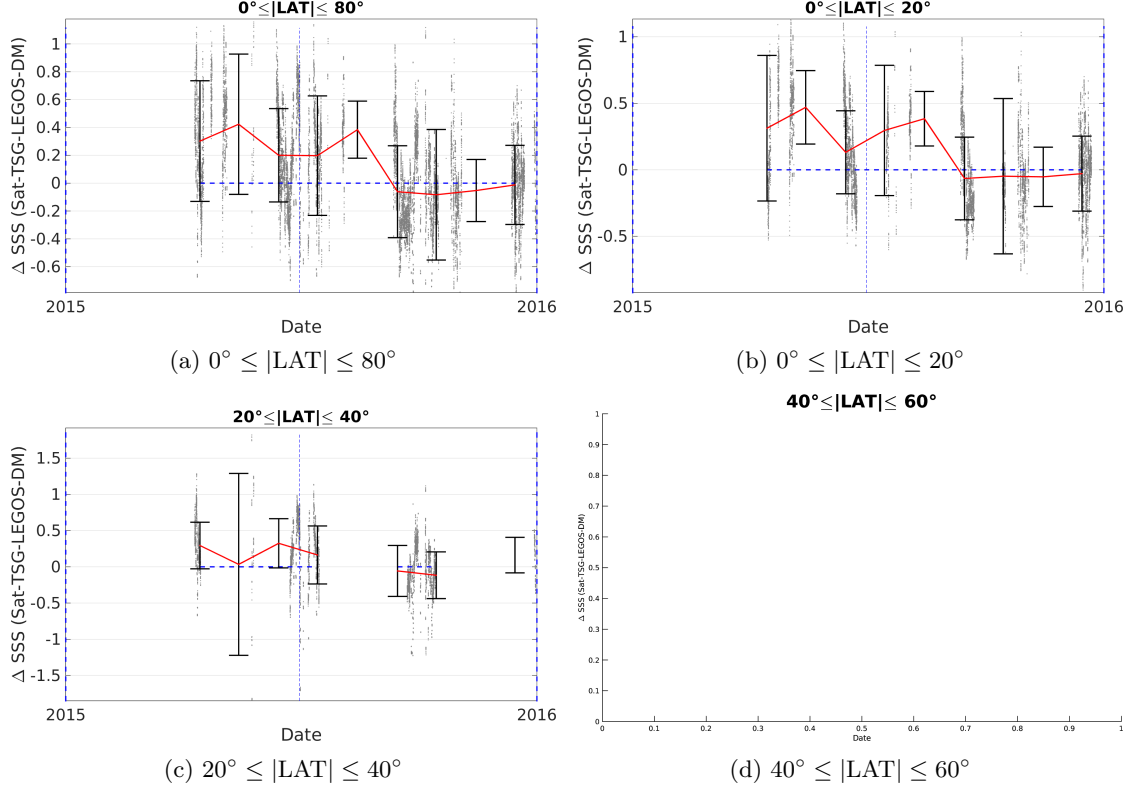 0°≤|LAT|≤ 80°
1
0.8
0.6
0.4
0.2
0
-0.2
-0.4
-0.6
Δ SSS (Sat-TSG-LEGOS-DM)
2015
2016
Date
(a) 0° ≤ |LAT| ≤ 80°
0°≤|LAT|≤ 20°
1
0.5
0
-0.5
Δ SSS (Sat-TSG-LEGOS-DM)
2015
2016
Date
(b) 0° ≤ |LAT| ≤ 20°
20°≤|LAT|≤ 40°
1.5
1
0.5
0
-0.5
-1
-1.5
Δ SSS (Sat-TSG-LEGOS-DM)
2015
2016
Date
(c) 20° ≤ |LAT| ≤ 40°
40°≤|LAT|≤ 60°
1
0.9
0.8
0.7
0.6
0.5
0.4
0.3
0.2
0.1
0
Δ SSS (Sat-TSG-LEGOS-DM)
0 0.1 0.2 0.3 0.4 0.5 0.6 0.7 0.8 0.9 1
Date
(d) 40° ≤ |LAT| ≤ 60°